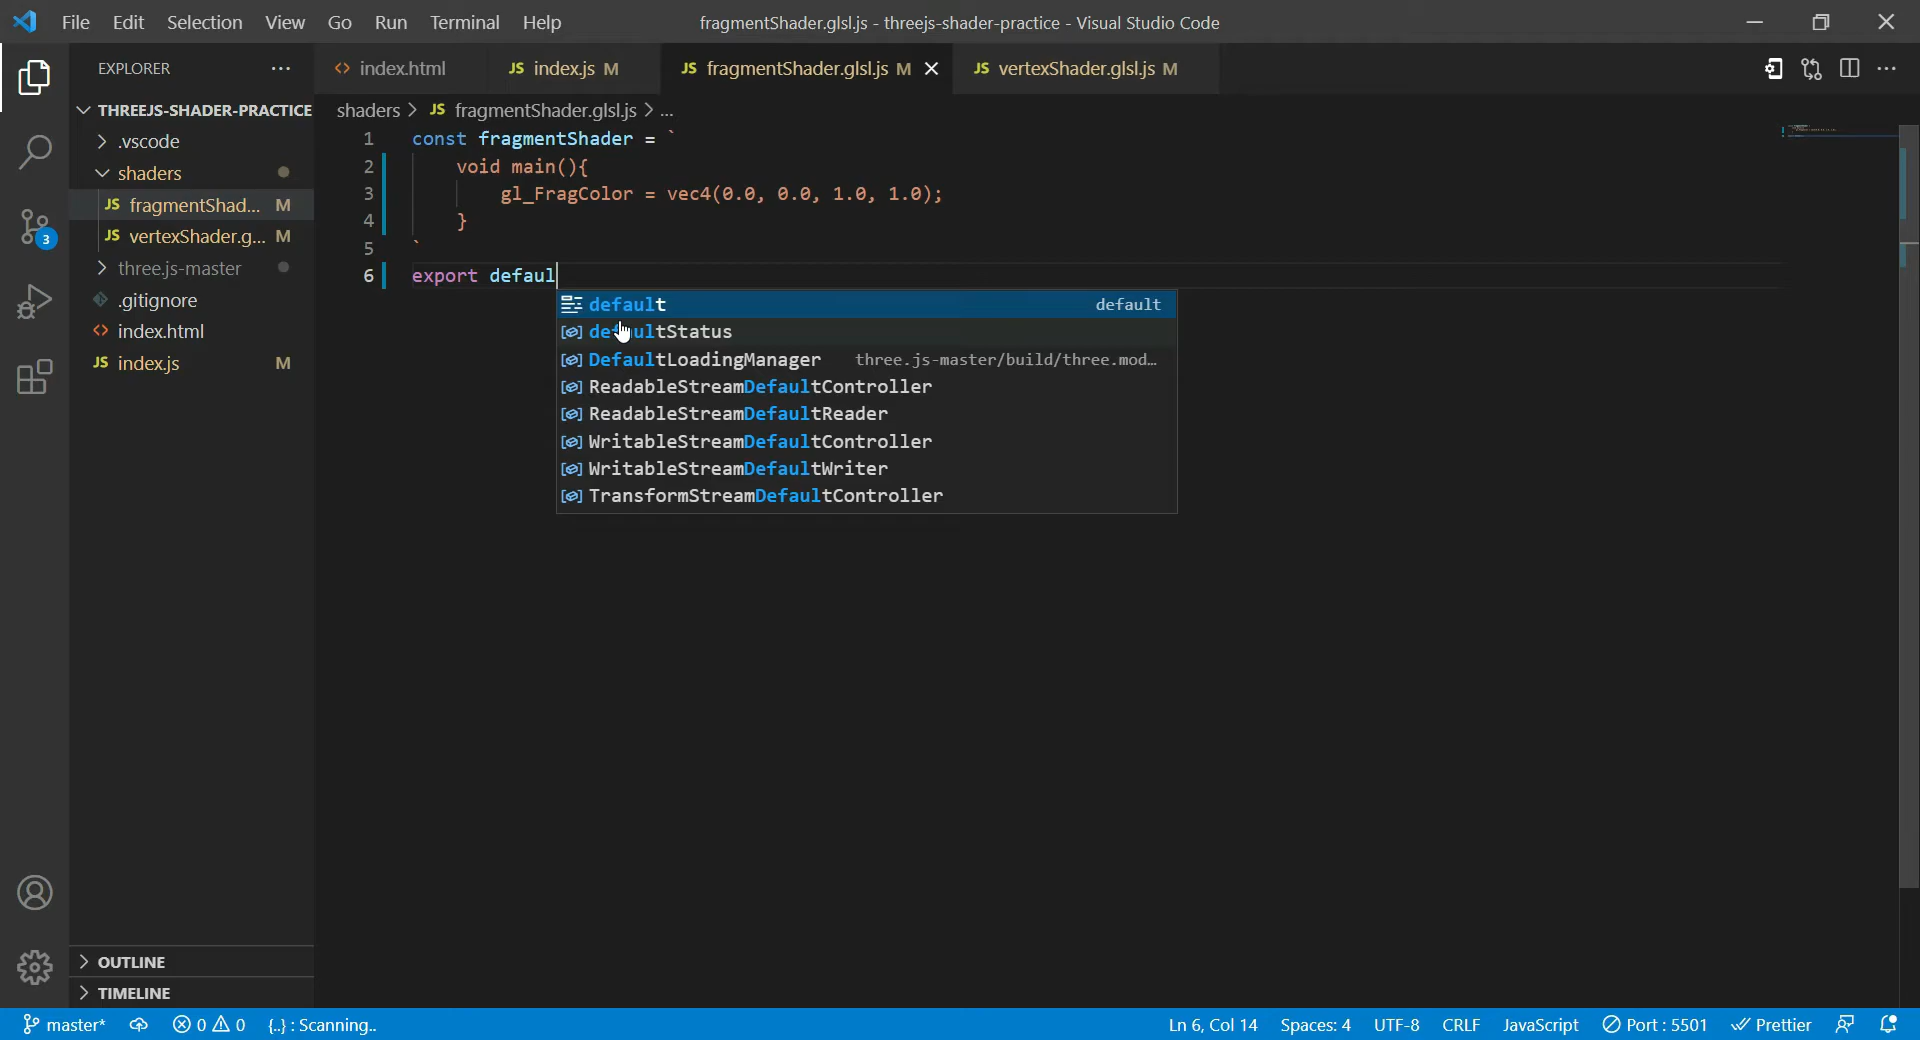 File Edit Selection View Go Run Terminal Help
fragmentShader.glsl.js - threejs-shader-practice - Visual Studio Code
EXPLORER
THREEJS-SHADER-PRACTICE
.vscode
shaders
JS fragmentShad... M
JS vertexShader.g... M
three.js-master
.gitignore
<> index.html
JS index.js M
OUTLINE
TIMELINE
<> index.html
JS index.js M
JS fragmentShader.glsl.js M
JS vertexShader.glsl.js M
shaders > JS fragmentShader.glsl.js > ...
1 const fragmentShader = `
2 void main(){
3 gl_FragColor = vec4(0.0, 0.0, 1.0, 1.0);
4 }
5 `
6 export defaul
default default
defaultStatus
DefaultLoadingManager three.js-master/build/three.mod...
ReadableStreamDefaultController
ReadableStreamDefaultReader
WritableStreamDefaultController
WritableStreamDefaultWriter
TransformStreamDefaultController
3
master* 0 0 {..} : Scanning..
Ln 6, Col 14 Spaces: 4 UTF-8 CRLF JavaScript Port : 5501 Prettier